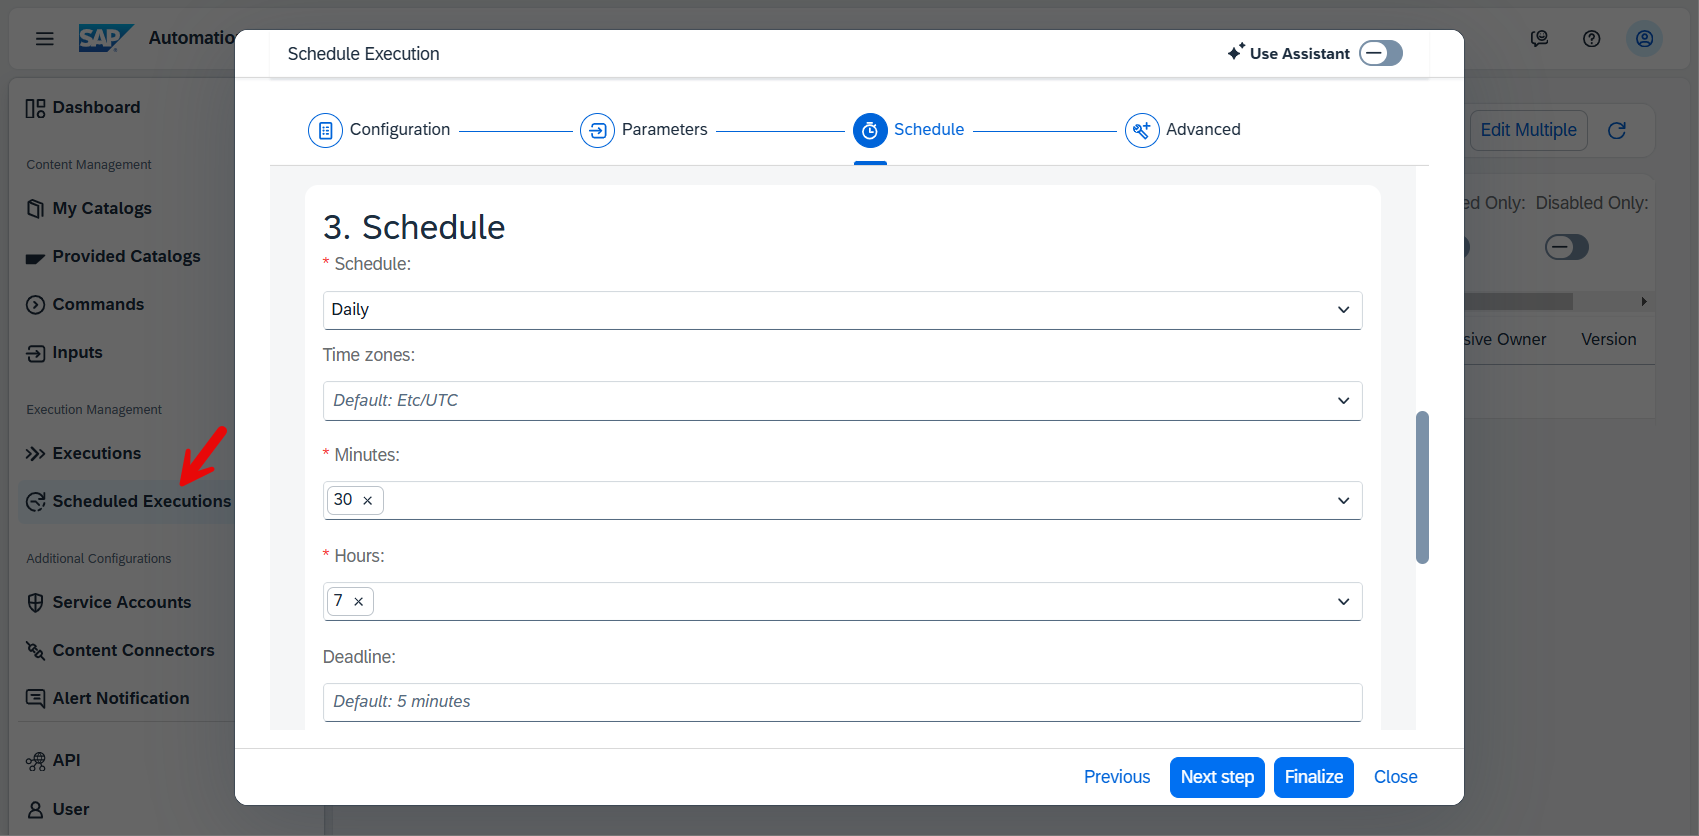 SAP
Automatio
Schedule Execution
Use Assistant
Dashboard
Content Management
My Catalogs
Provided Catalogs
Commands
Inputs
Execution Management
Executions
Scheduled Executions
Additional Configurations
Service Accounts
Content Connectors
Alert Notification
API
User
Configuration
Parameters
Schedule
Advanced
3. Schedule
* Schedule:
Daily
Time zones:
Default: Etc/UTC
* Minutes:
30 ×
* Hours:
7 ×
Deadline:
Default: 5 minutes
Previous
Next step
Finalize
Close
Edit Multiple
ed Only: Disabled Only:
sive Owner Version